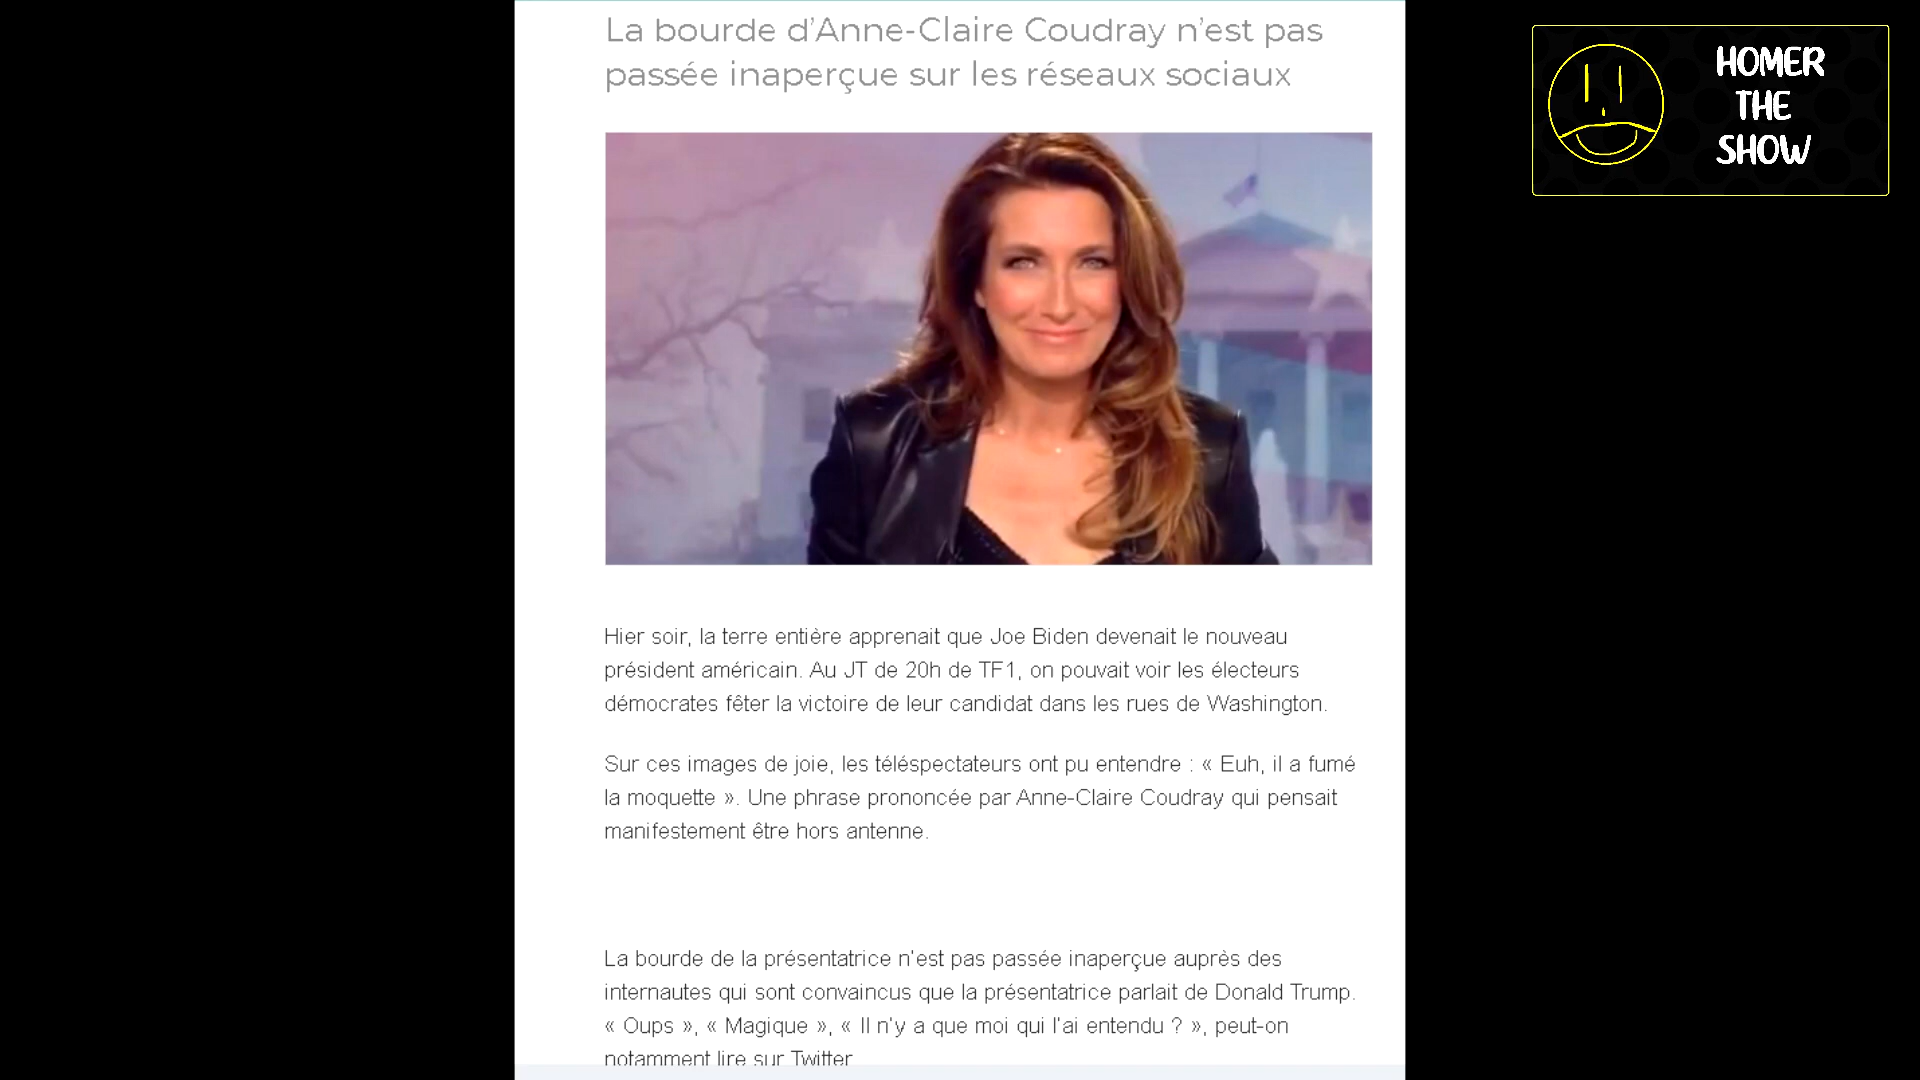 La bourde d’Anne-Claire Coudray n’est pas
passée inaperçue sur les réseaux sociaux
HOMER
THE
SHOW
Hier soir, la terre entière apprenait que Joe Biden devenait le nouveau
président américain. Au JT de 20h de TF1, on pouvait voir les électeurs
démocrates fêter la victoire de leur candidat dans les rues de Washington.
Sur ces images de joie, les téléspectateurs ont pu entendre : « Euh, il a fumé
la moquette ». Une phrase prononcée par Anne-Claire Coudray qui pensait
manifestement être hors antenne.
La bourde de la présentatrice n'est pas passée inaperçue auprès des
internautes qui sont convaincus que la présentatrice parlait de Donald Trump.
« Oups », « Magique », « Il n'y a que moi qui l'ai entendu ? », peut-on
notamment lire sur Twitter